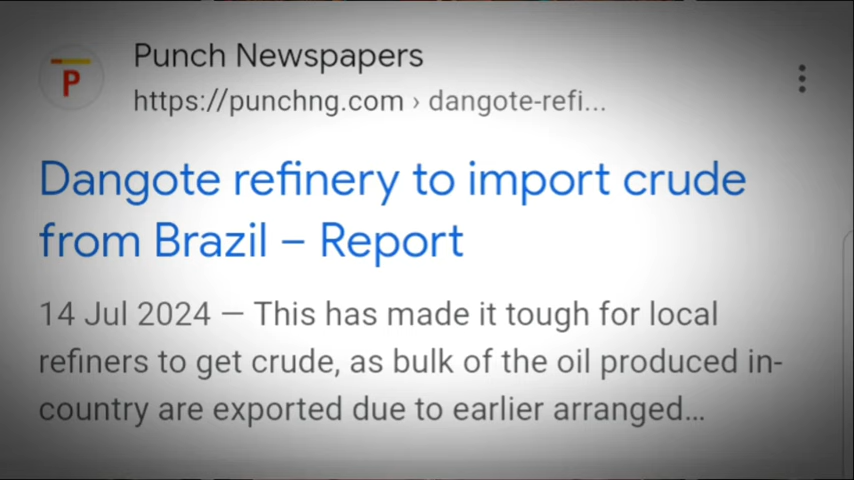 Punch Newspapers
P
https://punchng.com › dangote-refi...
Dangote refinery to import crude
from Brazil – Report
14 Jul 2024 — This has made it tough for local
refiners to get crude, as bulk of the oil produced in-
country are exported due to earlier arranged...